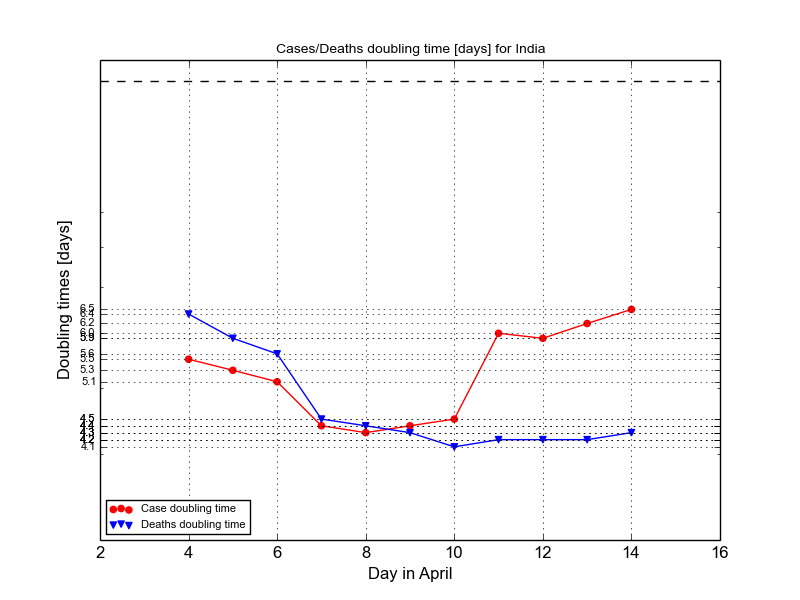 Cases/Deaths doubling time [days] for India
Doubling times [days]
6.5
6.4
6.2
6.0
5.9
5.6
5.5
5.3
5.1
4.5
4.4
4.3
4.2
4.1
Case doubling time
Deaths doubling time
2 4 6 8 10 12 14 16
Day in April